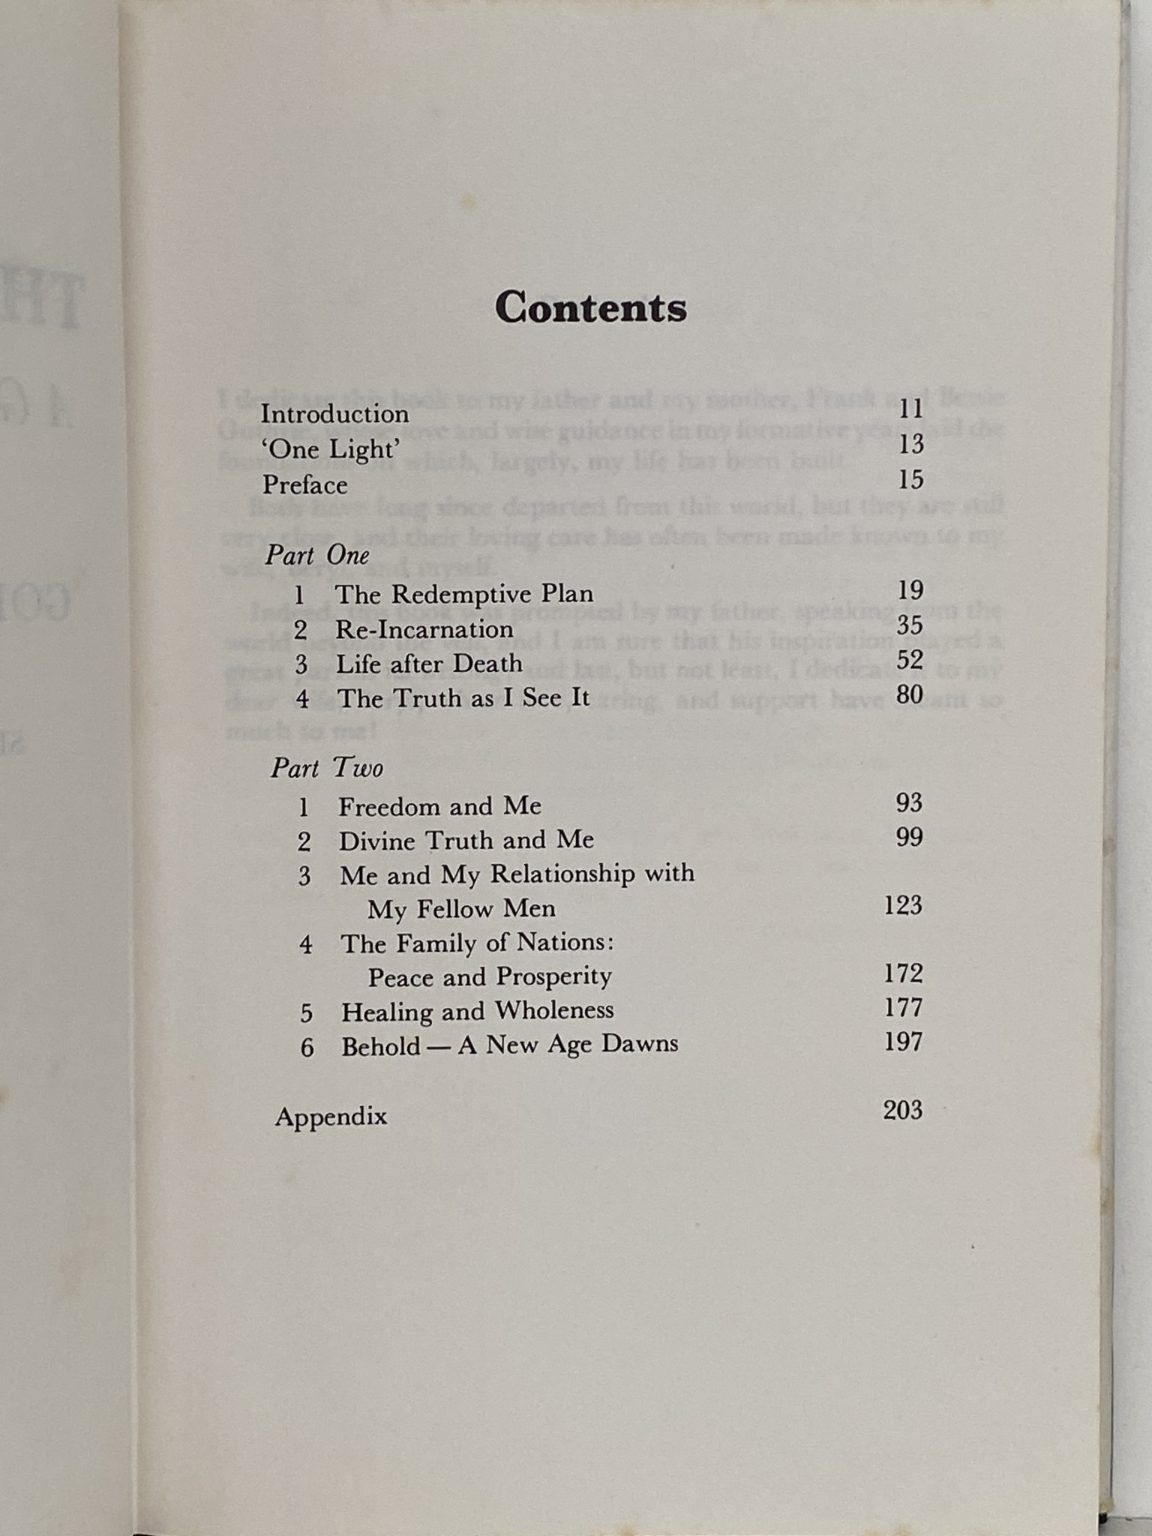 Contents
Introduction 11
‘One Light’ 13
Preface 15
Part One
1 The Redemptive Plan 19
2 Re-Incarnation 35
3 Life after Death 52
4 The Truth as I See It 80
Part Two
1 Freedom and Me 93
2 Divine Truth and Me 99
3 Me and My Relationship with
My Fellow Men 123
4 The Family of Nations:
Peace and Prosperity 172
5 Healing and Wholeness 177
6 Behold — A New Age Dawns 197
Appendix 203